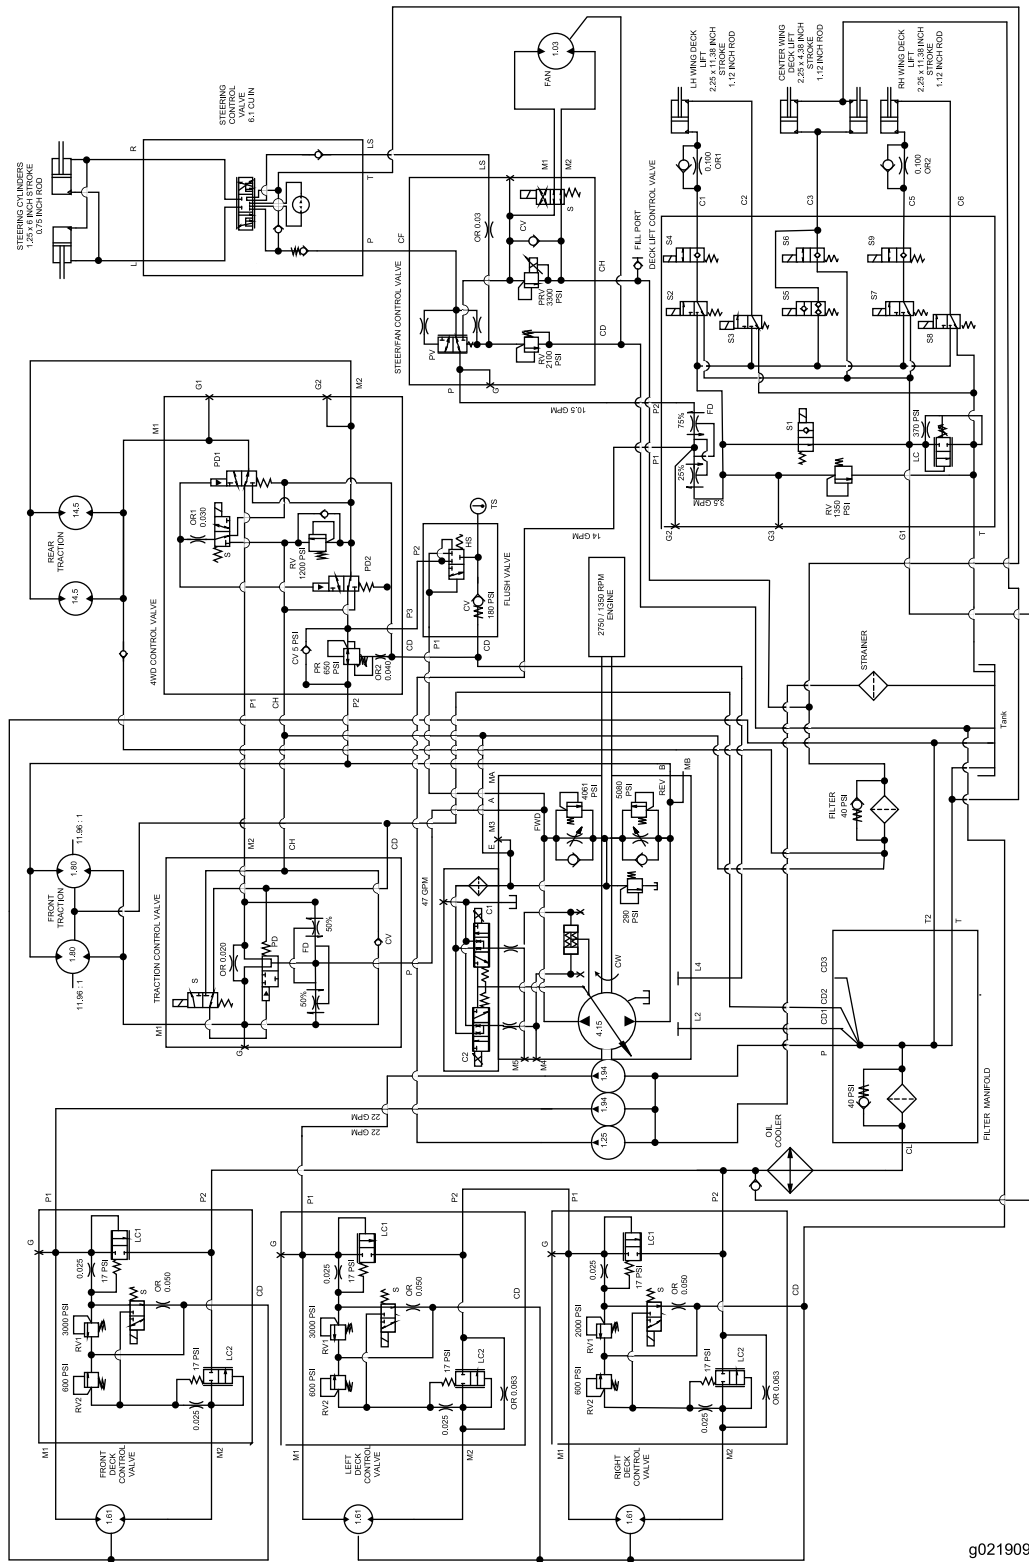 STEERING CYLINDERS
1,25 x 6 INCH STROKE
0.75 INCH ROD
R
L
STEERING
CONTROL
VALVE
6.1 CU IN
LS
T
P
1.03
FAN
LH WING DECK
LIFT
2.25 x 11,38 INCH
STROKE
1.12 INCH ROD
CENTER WING
DECK LIFT
2.25 x 4,38 INCH
STROKE
1.12 INCH ROD
RH WING DECK
LIFT
2.25 x 11,38 INCH
STROKE
1.12 INCH ROD
0.100
OR1
0.100
OR2
C1
C2
C3
C5
C6
DECK LIFT CONTROL VALVE
FILL PORT
S4
S6
S9
S2
S3
S5
S7
S8
S1
FD
75%
25%
P2
P1
3.5 GPM
10.5 GPM
14 GPM
RV
1350
PSI
LC
370 PSI
G2
G3
G1
T
STEER/FAN CONTROL VALVE
CF
LS
M1
M2
OR 0.03
CV
S
PRV
3300
PSI
RV
2100
PSI
PV
P
G
CH
CD
REAR
TRACTION
14.5
14.5
4WD CONTROL VALVE
M1
G1
G2
M2
PD1
OR1
0.030
S
RV
1200 PSI
PD2
CV 5 PSI
PR
650
PSI
OR2
0.040
P3
CD
P1
CH
P2
FLUSH VALVE
TS
HS
P2
P1
CV
180 PSI
CD
2750 / 1350 RPM
ENGINE
STRAINER
Tank
FILTER
40 PSI
FRONT
TRACTION
11.96 : 1
11.96 : 1
1.80
1.80
TRACTION CONTROL VALVE
M1
M2
CH
CD
S
OR 0.020
PD
FD
50%
50%
CV
G
P
47 GPM
A
MA
M3
E
B
MB
REV
FWD
4061
PSI
5080
PSI
290
PSI
C1
C2
CW
4.15
M5
M4
L4
L2
1.94
1.94
1.25
22 GPM
22 GPM
T2
T
CD3
CD2
CD1
P
40 PSI
FILTER MANIFOLD
CL
OIL
COOLER
P1
P2
G
LC1
0.025
17 PSI
OR
0.050
S
3000 PSI
RV1
600 PSI
RV2
17 PSI
LC2
0.025
CD
M1
M2
FRONT
DECK
CONTROL
VALVE
1.61
P1
P2
G
LC1
0.025
17 PSI
OR
0.050
S
3000 PSI
RV1
600 PSI
RV2
17 PSI
LC2
0.025
OR 0.063
CD
M1
M2
LEFT
DECK
CONTROL
VALVE
1.61
P1
P2
G
LC1
0.025
17 PSI
OR
0.050
S
2000 PSI
RV1
600 PSI
RV2
17 PSI
LC2
0.025
OR 0.063
CD
M1
M2
RIGHT
DECK
CONTROL
VALVE
1.61
g021909